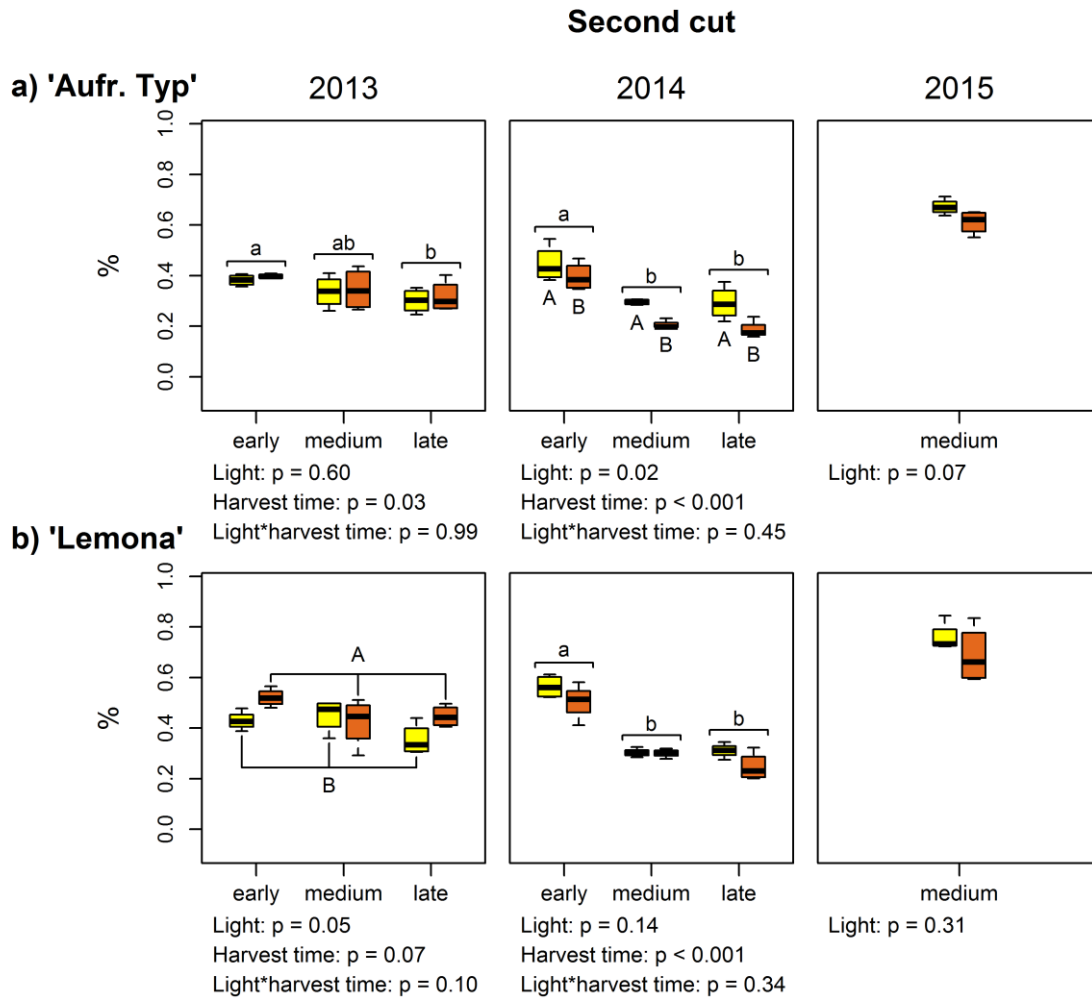 Second cut
a) 'Aufr. Typ' 2013 2014 2015
%
1.0
0.8
0.6
0.4
0.2
0.0
a ab b
a b b
A B A B A B
early medium late
early medium late
medium
Light: p = 0.60
Harvest time: p = 0.03
Light*harvest time: p = 0.99
Light: p = 0.02
Harvest time: p < 0.001
Light*harvest time: p = 0.45
Light: p = 0.07
b) 'Lemona'
%
1.0
0.8
0.6
0.4
0.2
0.0
A
B
a b b
early medium late
early medium late
medium
Light: p = 0.05
Harvest time: p = 0.07
Light*harvest time: p = 0.10
Light: p = 0.14
Harvest time: p < 0.001
Light*harvest time: p = 0.34
Light: p = 0.31